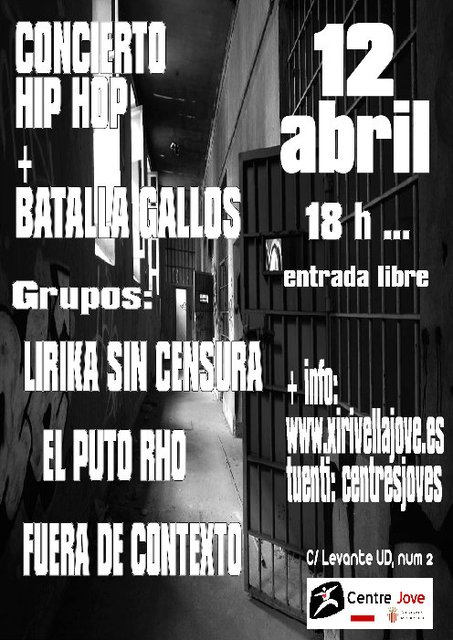 CONCIERTO
HIP HOP
+
BATALLA GALLOS
Grupos:
LIRIKA SIN CENSURA
EL PUTO RHO
FUERA DE CONTEXTO
12
abril
18 h ...
entrada libre
+ info:
www.xirivellajove.es
tuenti: centresjoves
C/ Levante UD, num 2
Centre Jove